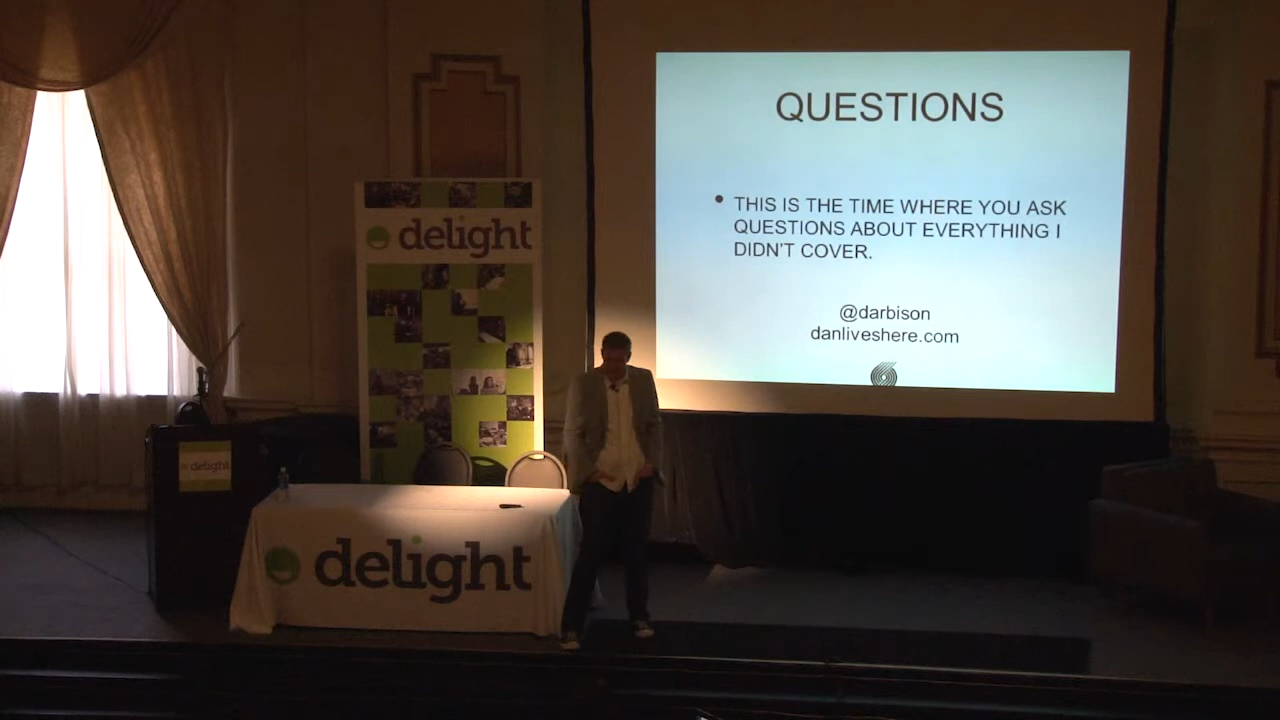 QUESTIONS
• THIS IS THE TIME WHERE YOU ASK
QUESTIONS ABOUT EVERYTHING I
DIDN'T COVER.
@darbison
danliveshere.com
delight
delight
delight